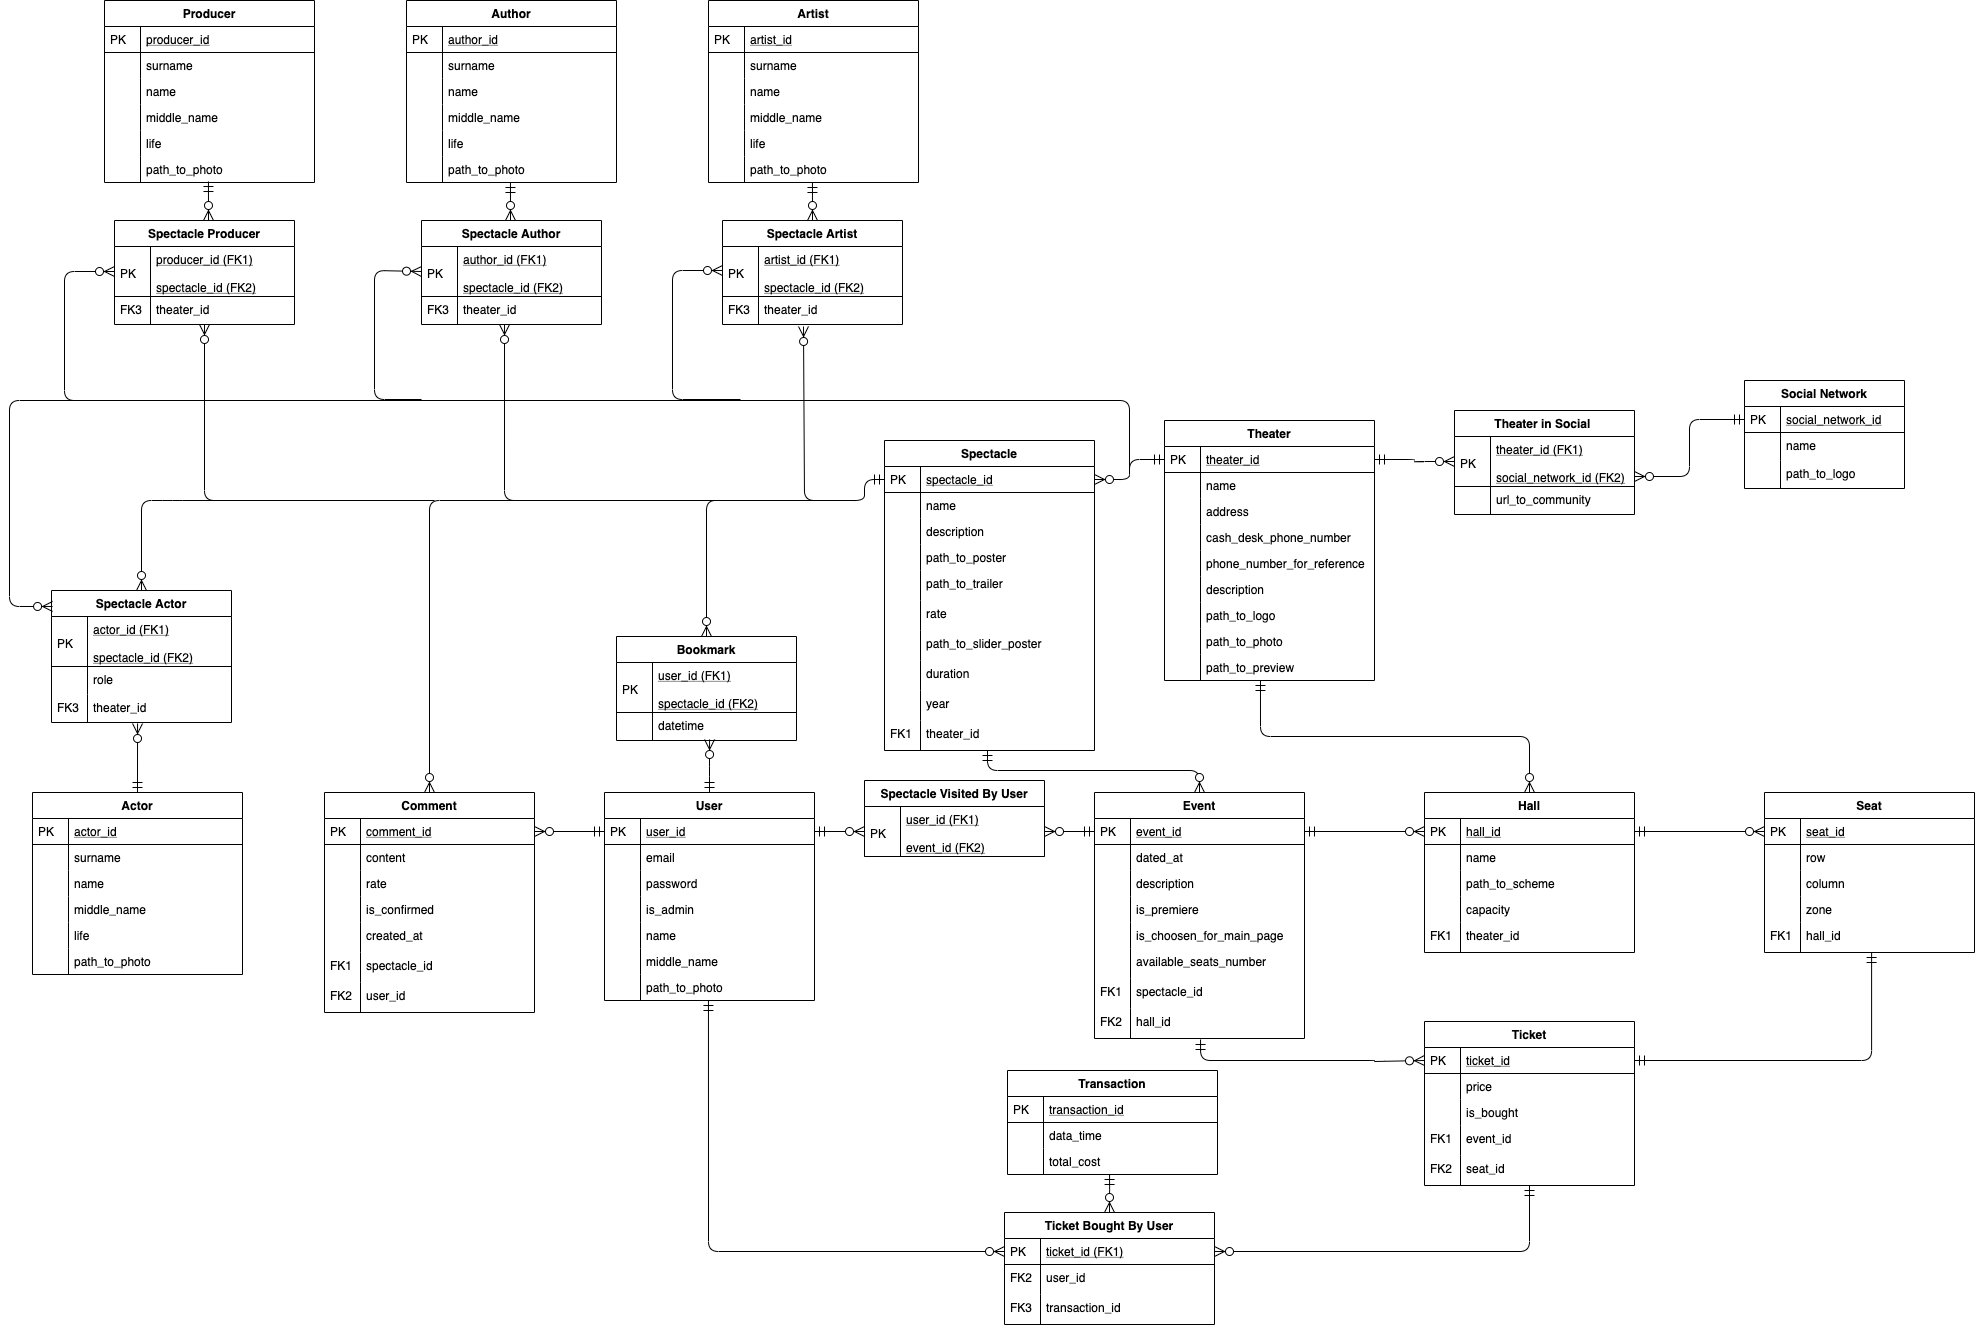 Producer
PK producer_id
surname
name
middle_name
life
path_to_photo
Author
PK author_id
surname
name
middle_name
life
path_to_photo
Artist
PK artist_id
surname
name
middle_name
life
path_to_photo
Spectacle Producer
producer_id (FK1)
PK
spectacle_id (FK2)
FK3 theater_id
Spectacle Author
author_id (FK1)
PK
spectacle_id (FK2)
FK3 theater_id
Spectacle Artist
artist_id (FK1)
PK
spectacle_id (FK2)
FK3 theater_id
Spectacle
PK spectacle_id
name
description
path_to_poster
path_to_trailer
rate
path_to_slider_poster
duration
year
FK1 theater_id
Theater
PK theater_id
name
address
cash_desk_phone_number
phone_number_for_reference
description
path_to_logo
path_to_photo
path_to_preview
Theater in Social
theater_id (FK1)
PK
social_network_id (FK2)
url_to_community
Social Network
PK social_network_id
name
path_to_logo
Spectacle Actor
actor_id (FK1)
PK
spectacle_id (FK2)
role
FK3 theater_id
Bookmark
user_id (FK1)
PK
spectacle_id (FK2)
datetime
Actor
PK actor_id
surname
name
middle_name
life
path_to_photo
Comment
PK comment_id
content
rate
is_confirmed
created_at
FK1 spectacle_id
FK2 user_id
User
PK user_id
email
password
is_admin
name
middle_name
path_to_photo
Spectacle Visited By User
user_id (FK1)
PK
event_id (FK2)
Event
PK event_id
dated_at
description
is_premiere
is_choosen_for_main_page
available_seats_number
FK1 spectacle_id
FK2 hall_id
Hall
PK hall_id
name
path_to_scheme
capacity
FK1 theater_id
Seat
PK seat_id
row
column
zone
FK1 hall_id
Ticket
PK ticket_id
price
is_bought
FK1 event_id
FK2 seat_id
Transaction
PK transaction_id
data_time
total_cost
Ticket Bought By User
PK ticket_id (FK1)
FK2 user_id
FK3 transaction_id